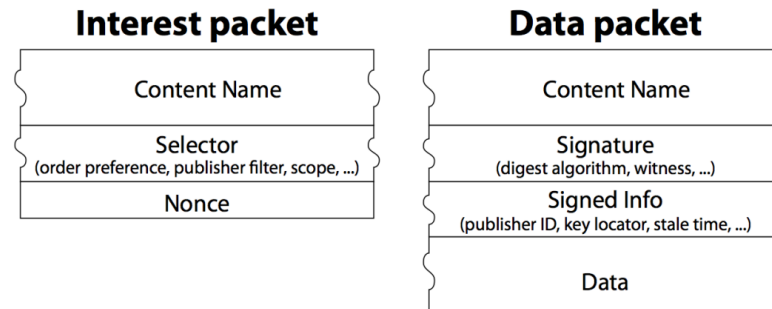 Interest packet
Content Name
Selector
(order preference, publisher filter, scope, ...)
Nonce
Data packet
Content Name
Signature
(digest algorithm, witness, ...)
Signed Info
(publisher ID, key locator, stale time, ...)
Data